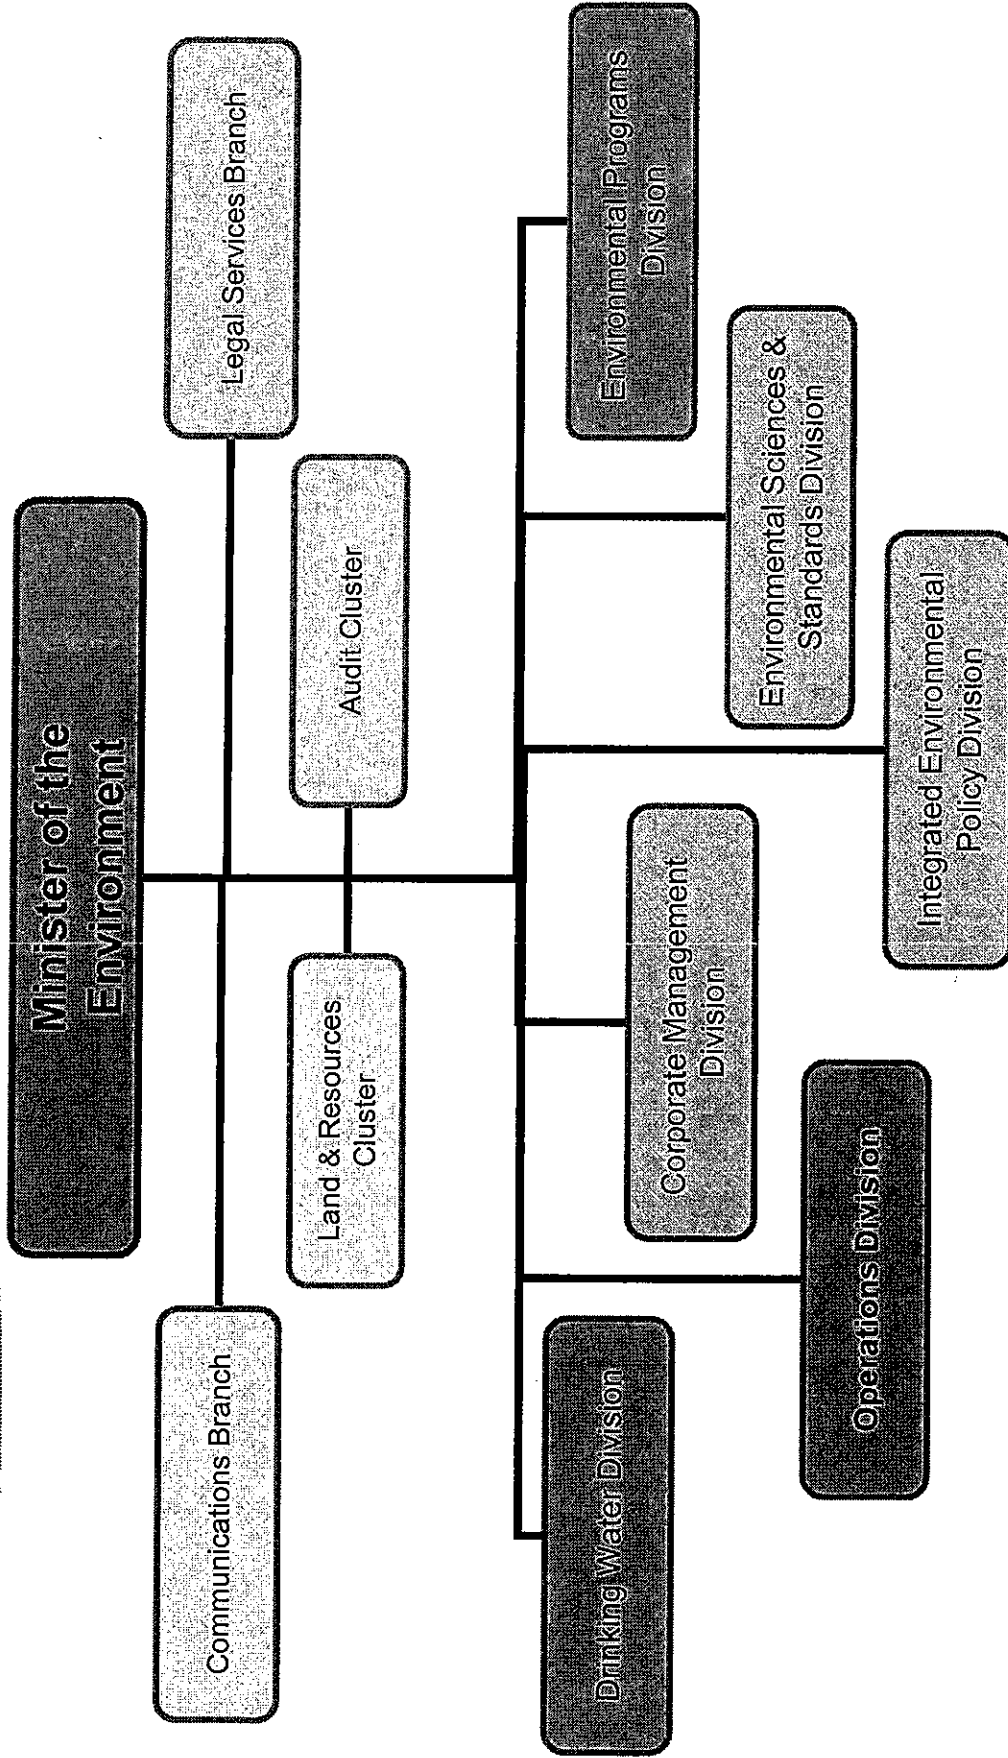 Minister of the
Environment
Communications Branch
Legal Services Branch
Land & Resources
Cluster
Audit Cluster
Drinking Water Division
Operations Division
Corporate Management
Division
Integrated Environmental
Policy Division
Environmental Sciences &
Standards Division
Environmental Programs
Division